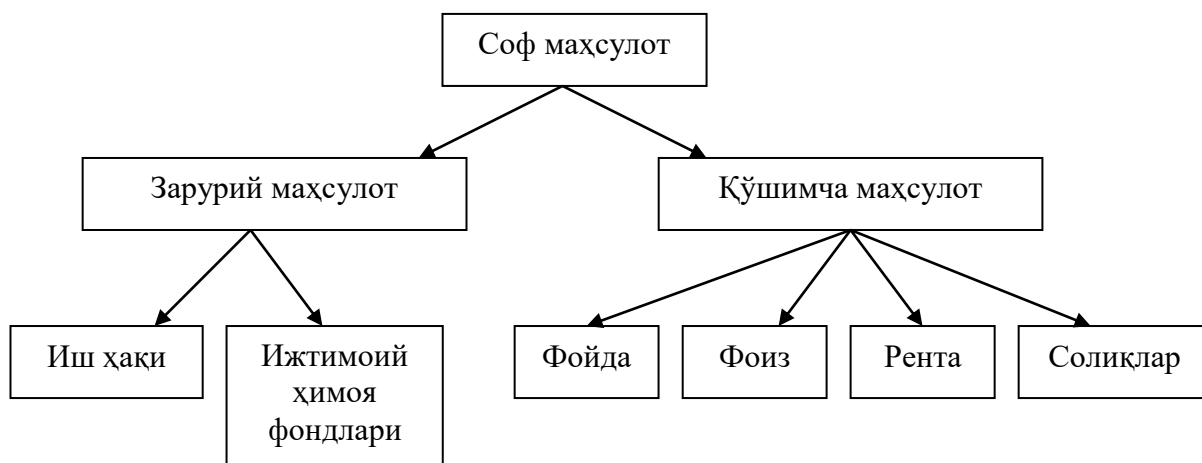 Соф маҳсулот
Зарурий маҳсулот
Қўшимча маҳсулот
Иш ҳақи
Ижтимоий
ҳимоя
фондлари
Фойда
Фоиз
Рента
Солиқлар